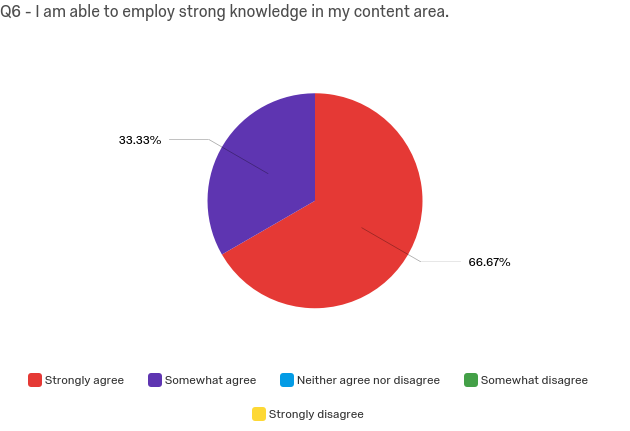 Q6 - I am able to employ strong knowledge in my content area.
33.33%
66.67%
Strongly agree
Somewhat agree
Neither agree nor disagree
Somewhat disagree
Strongly disagree